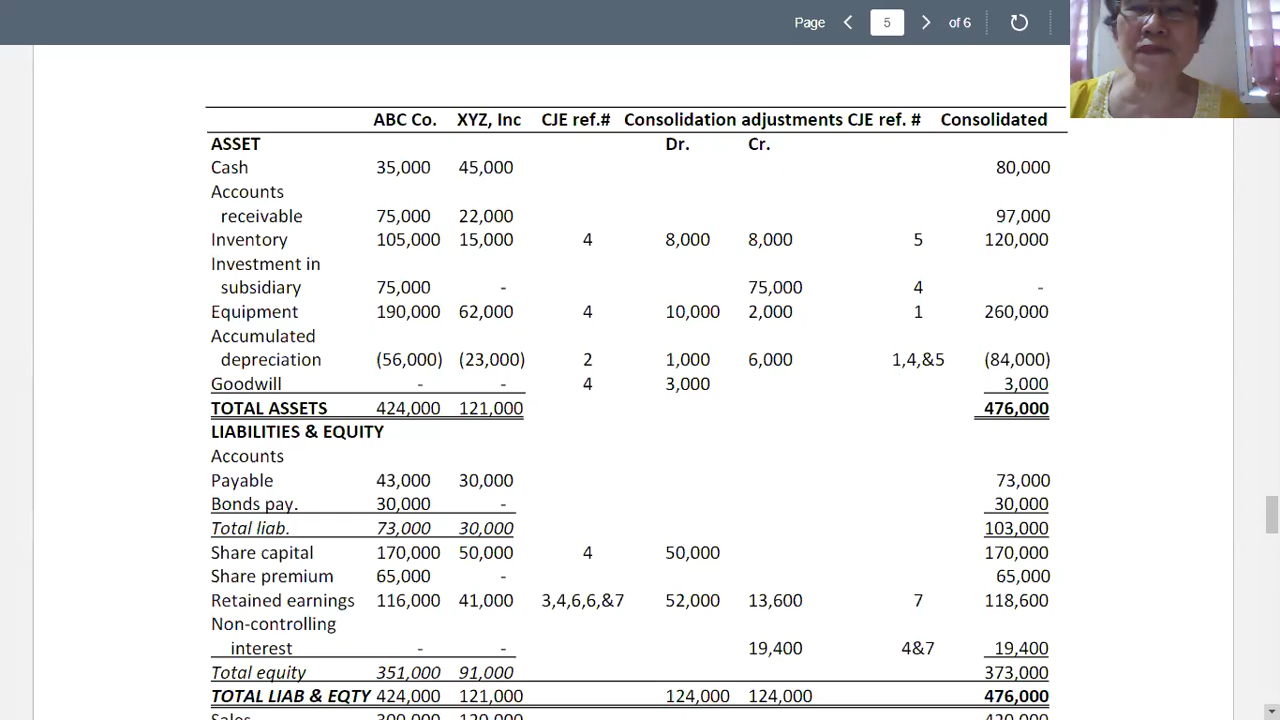 Page 5 of 6
ABC Co. XYZ, Inc CJE ref.# Consolidation adjustments CJE ref. # Consolidated
ASSET Dr. Cr.
Cash 35,000 45,000 80,000
Accounts
receivable 75,000 22,000 97,000
Inventory 105,000 15,000 4 8,000 8,000 5 120,000
Investment in
subsidiary 75,000 - 75,000 4 -
Equipment 190,000 62,000 4 10,000 2,000 1 260,000
Accumulated
depreciation (56,000) (23,000) 2 1,000 6,000 1,4,&5 (84,000)
Goodwill - - 4 3,000 3,000
TOTAL ASSETS 424,000 121,000 476,000
LIABILITIES & EQUITY
Accounts
Payable 43,000 30,000 73,000
Bonds pay. 30,000 - 30,000
Total liab. 73,000 30,000 103,000
Share capital 170,000 50,000 4 50,000 170,000
Share premium 65,000 - 65,000
Retained earnings 116,000 41,000 3,4,6,6,&7 52,000 13,600 7 118,600
Non-controlling
interest - - 19,400 4&7 19,400
Total equity 351,000 91,000 373,000
TOTAL LIAB & EQTY 424,000 121,000 124,000 124,000 476,000
Sales 300,000 120,000 420,000